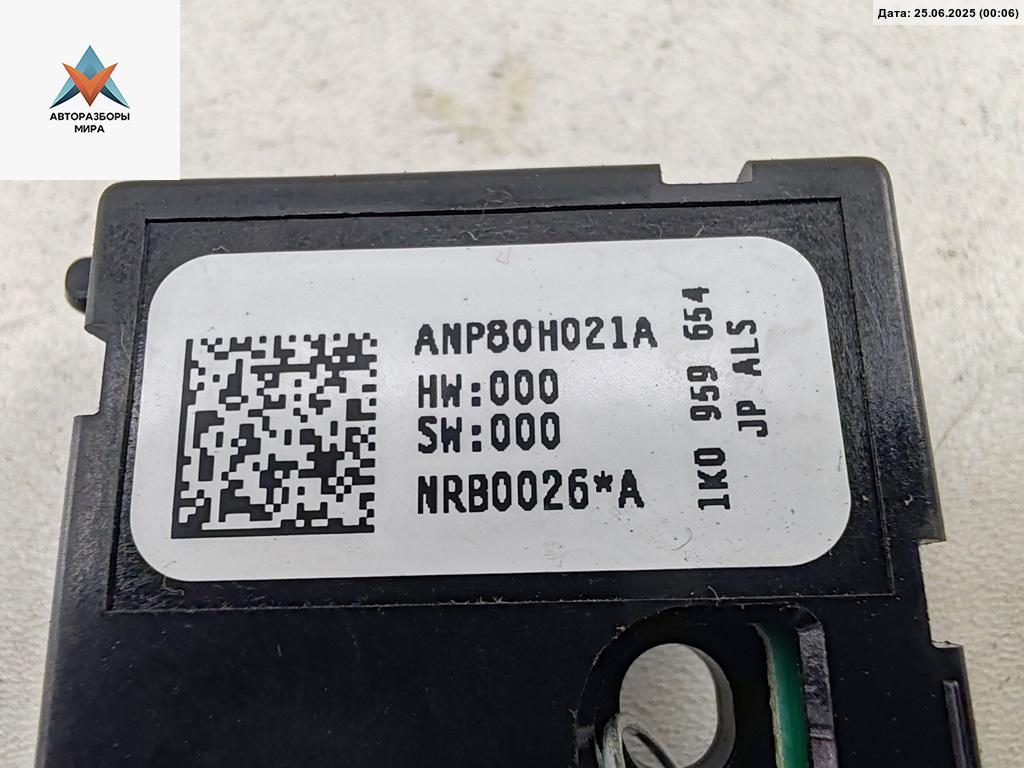 Дата: 25.06.2025 (00:06)
АВТОРАЗБОРЫ
МИРА
ANP80H021A
HW:000
SW:000
NRB0026*A
1K0 959 654
JP ALS